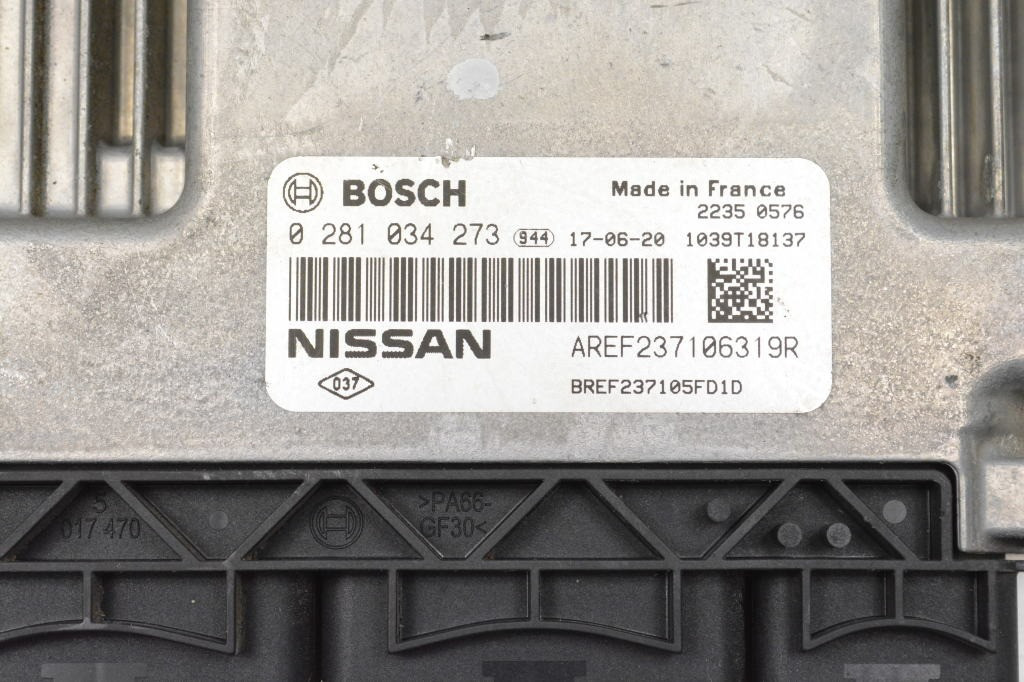 BOSCH Made in France
2235 0576
0 281 034 273 944 17-06-20 1039T18137
NISSAN AREF237106319R
037 BREF237105FD1D
5 >PA66-
017 470 GF30<